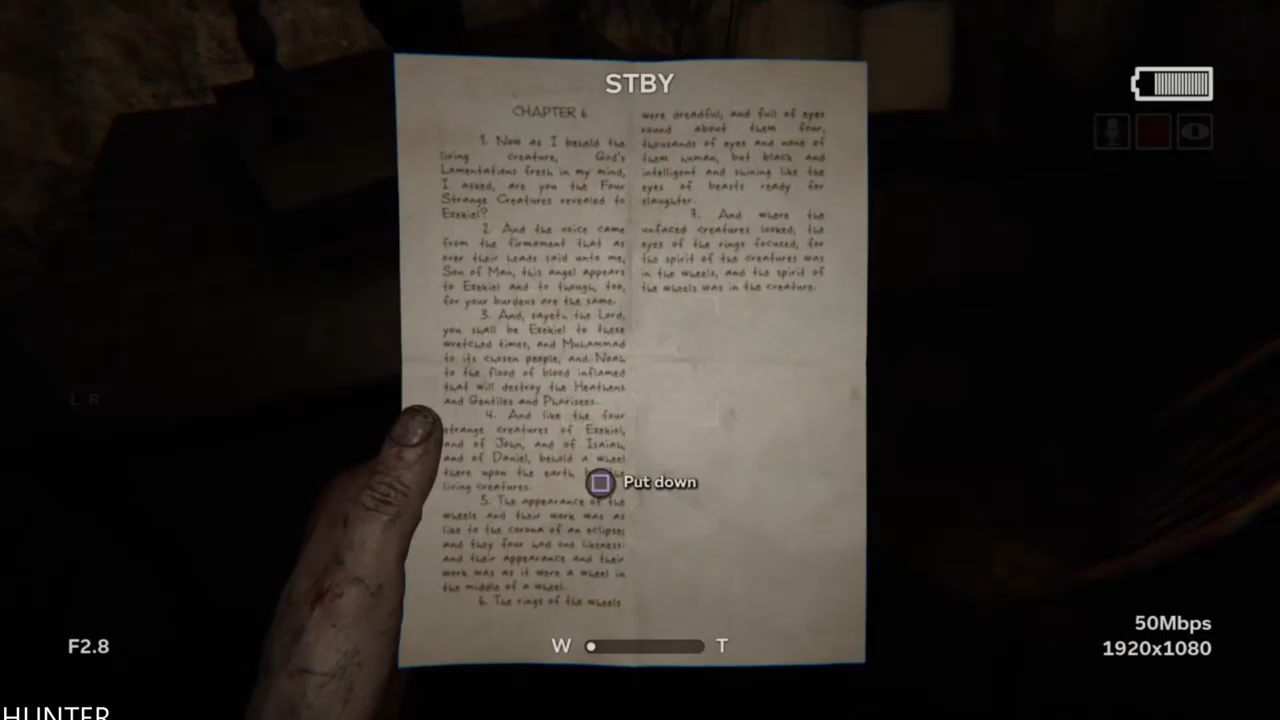 STBY
CHAPTER 6
1. Now as I beheld the
living creature, God's
Lamentations fresh in my mind,
I asked, are you the Four
Strange Creatures revealed to
Ezekiel?
2. And the voice came
from the firmament that as
over their heads said unto me,
Son of Man, this angel appears
to Ezekiel and to though, too,
for your burdens are the same.
3. And, sayeth the Lord,
you shall be Ezekiel to these
wretched times, and Muhammad
to its chosen people, and Noah
to the flood of blood inflamed
that will destroy the Heathens
and Gentiles and Pharisees.
4. And like the four
strange creatures of Ezekiel,
and of John, and of Isaiah,
and of Daniel, behold a wheel
there upon the earth the
living creatures.
5. The appearance of the
wheels and their work was as
like to the corona of an eclipse;
and they four had one likeness:
and their appearance and their
work was as it were a wheel in
the middle of a wheel.
6. The rings of the wheels
were dreadful, and full of eyes
round about them four,
thousands of eyes and none of
them human, but black and
intelligent and shining like the
eyes of beasts ready for
slaughter.
7. And where the
unfaced creatures looked, the
eyes of the rings focused, for
the spirit of the creatures was
in the wheels, and the spirit of
the wheels was in the creature.
Put down
L R
F2.8
W T
50Mbps
1920x1080
HUNTER